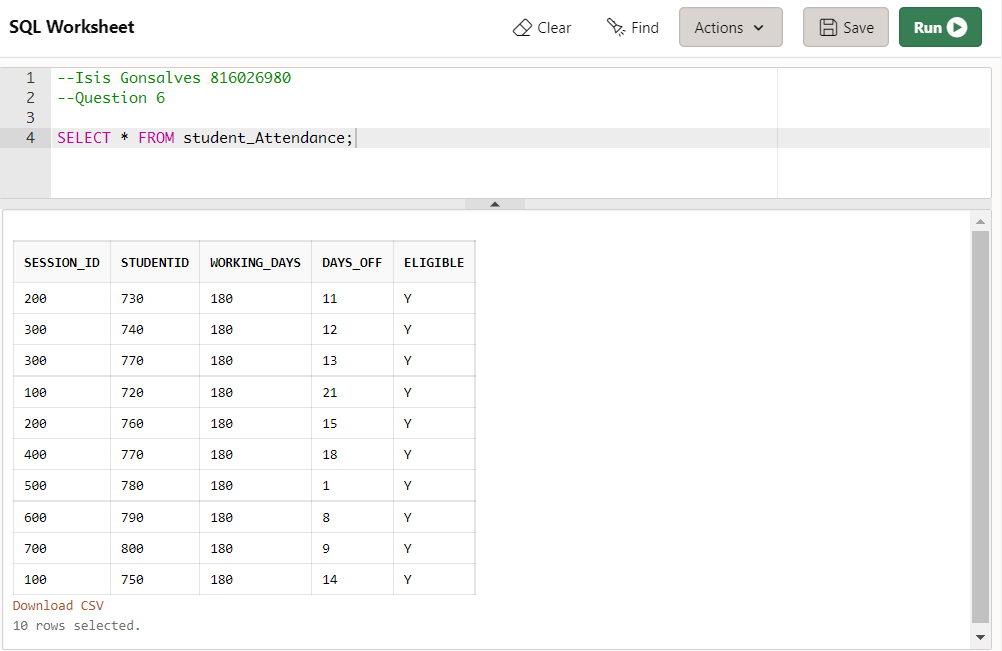 SQL Worksheet Clear Find Actions Save Run
1 --Isis Gonsalves 816026980
2 --Question 6
3
4 SELECT * FROM student_Attendance;
SESSION_ID STUDENTID WORKING_DAYS DAYS_OFF ELIGIBLE
200 730 180 11 Y
300 740 180 12 Y
300 770 180 13 Y
100 720 180 21 Y
200 760 180 15 Y
400 770 180 18 Y
500 780 180 1 Y
600 790 180 8 Y
700 800 180 9 Y
100 750 180 14 Y
Download CSV
10 rows selected.